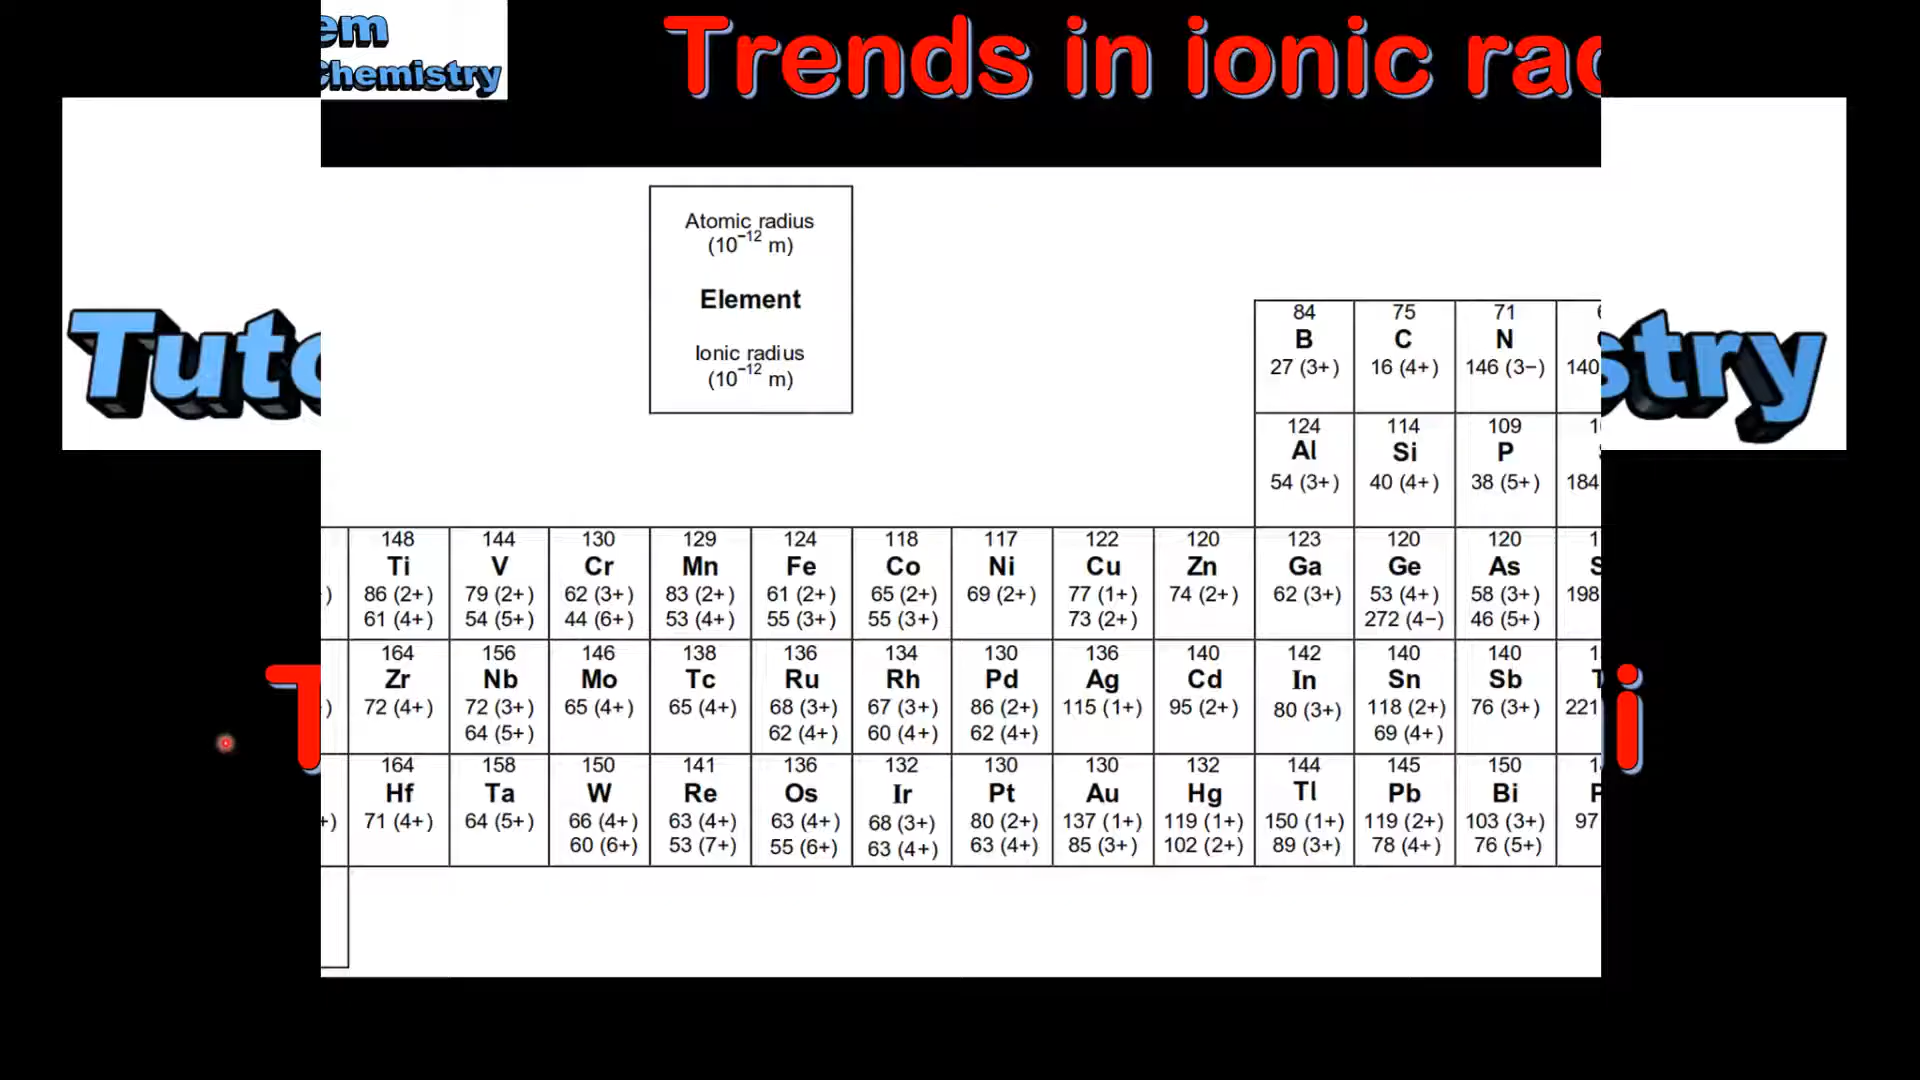 em
Chemistry
Trends in ionic rad
Atomic radius
(10⁻¹² m)
Element
Ionic radius
(10⁻¹² m)
Tuto
stry
84 75 71
B C N
27 (3+) 16 (4+) 146 (3−) 140
124 114 109
Al Si P
54 (3+) 40 (4+) 38 (5+) 184
148 144 130 129 124 118 117 122 120 123 120 120
Ti V Cr Mn Fe Co Ni Cu Zn Ga Ge As
) 86 (2+) 79 (2+) 62 (3+) 83 (2+) 61 (2+) 65 (2+) 69 (2+) 77 (1+) 74 (2+) 62 (3+) 53 (4+) 58 (3+) 198
61 (4+) 54 (5+) 44 (6+) 53 (4+) 55 (3+) 55 (3+) 73 (2+) 272 (4−) 46 (5+)
164 156 146 138 136 134 130 136 140 142 140 140
Zr Nb Mo Tc Ru Rh Pd Ag Cd In Sn Sb
) 72 (4+) 72 (3+) 65 (4+) 65 (4+) 68 (3+) 67 (3+) 86 (2+) 115 (1+) 95 (2+) 80 (3+) 118 (2+) 76 (3+) 221
64 (5+) 62 (4+) 60 (4+) 62 (4+) 69 (4+)
T i
164 158 150 141 136 132 130 130 132 144 145 150
Hf Ta W Re Os Ir Pt Au Hg Tl Pb Bi
+) 71 (4+) 64 (5+) 66 (4+) 63 (4+) 63 (4+) 68 (3+) 80 (2+) 137 (1+) 119 (1+) 150 (1+) 119 (2+) 103 (3+) 97
60 (6+) 53 (7+) 55 (6+) 63 (4+) 63 (4+) 85 (3+) 102 (2+) 89 (3+) 78 (4+) 76 (5+)